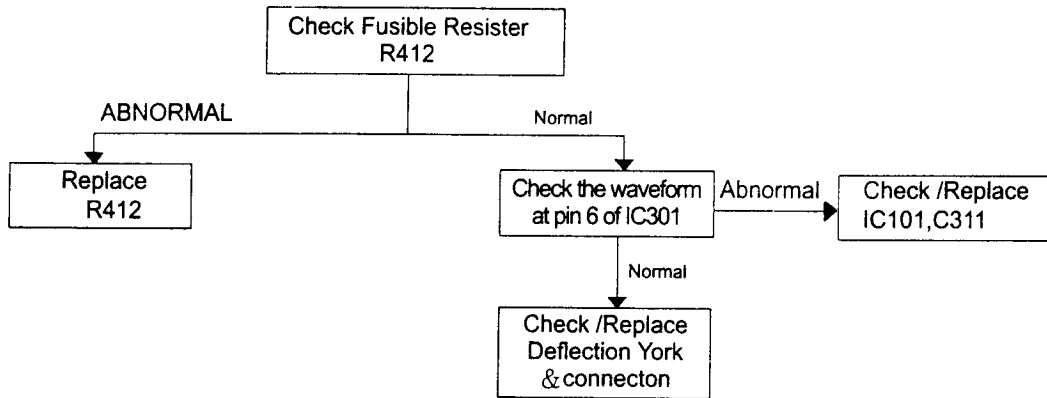 Check Fusible Resister
R412
ABNORMAL
Normal
Replace
R412
Check the waveform
at pin 6 of IC301
Abnormal
Check /Replace
IC101,C311
Normal
Check /Replace
Deflection York
& connecton